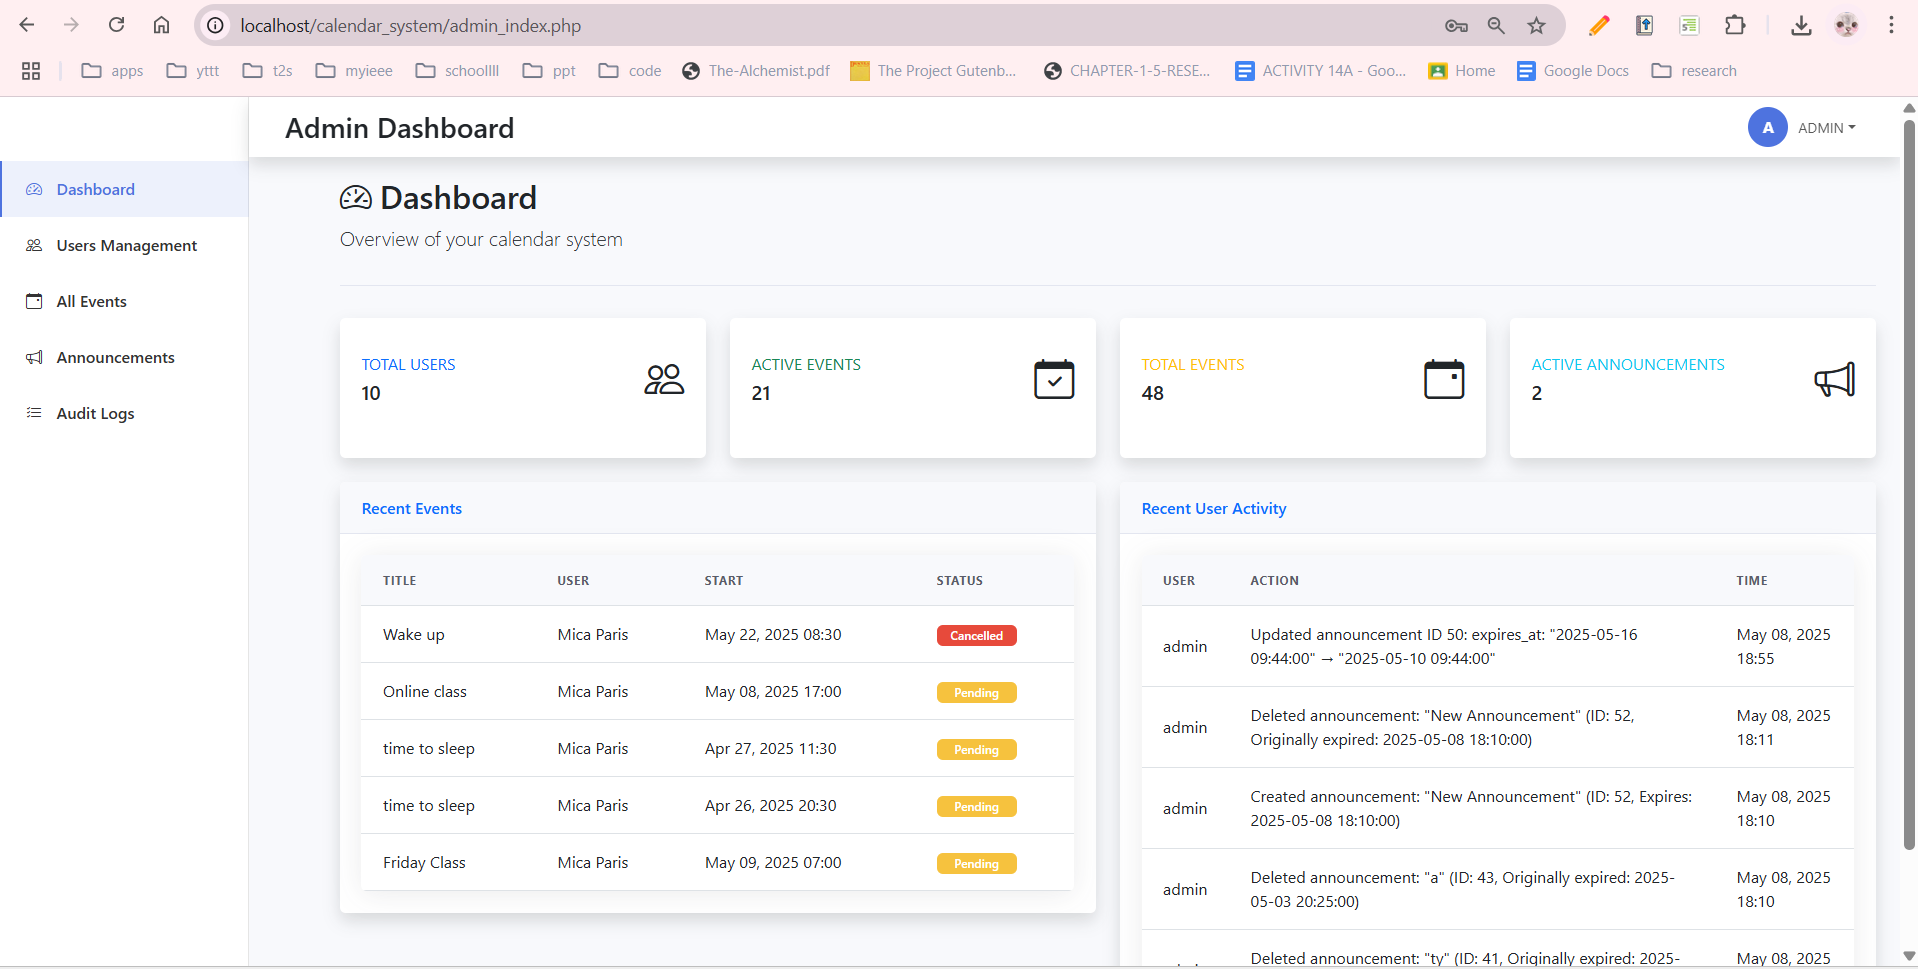 localhost/calendar_system/admin_index.php
apps yttt t2s myieee schoollll ppt code The-Alchemist.pdf The Project Gutenb... CHAPTER-1-5-RESE... ACTIVITY 14A - Goo... Home Google Docs research
Admin Dashboard
A ADMIN
Dashboard
Users Management
All Events
Announcements
Audit Logs
Dashboard
Overview of your calendar system
TOTAL USERS
10
ACTIVE EVENTS
21
TOTAL EVENTS
48
ACTIVE ANNOUNCEMENTS
2
Recent Events
TITLE USER START STATUS
Wake up Mica Paris May 22, 2025 08:30 Cancelled
Online class Mica Paris May 08, 2025 17:00 Pending
time to sleep Mica Paris Apr 27, 2025 11:30 Pending
time to sleep Mica Paris Apr 26, 2025 20:30 Pending
Friday Class Mica Paris May 09, 2025 07:00 Pending
Recent User Activity
USER ACTION TIME
admin
Updated announcement ID 50: expires_at: "2025-05-16
09:44:00" → "2025-05-10 09:44:00"
May 08, 2025
18:55
admin
Deleted announcement: "New Announcement" (ID: 52,
Originally expired: 2025-05-08 18:10:00)
May 08, 2025
18:11
admin
Created announcement: "New Announcement" (ID: 52, Expires:
2025-05-08 18:10:00)
May 08, 2025
18:10
admin
Deleted announcement: "a" (ID: 43, Originally expired: 2025-
05-03 20:25:00)
May 08, 2025
18:10
Deleted announcement: "ty" (ID: 41, Originally expired: 2025-
May 08, 2025